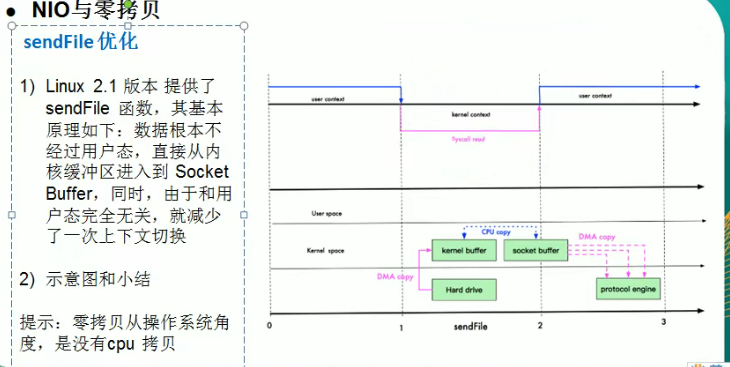 ● NIO与零拷贝
sendFile 优化
1) Linux 2.1 版本 提供了
sendFile 函数，其基本
原理如下：数据根本不
经过用户态，直接从内
核缓冲区进入到 Socket
Buffer，同时，由于和用
户态完全无关，就减少
了一次上下文切换
2) 示意图和小结
提示：零拷贝从操作系统角
度，是没有cpu 拷贝
user context
user context
kernel context
Syscall read
User space
CPU copy
Kernel space
kernel buffer
socket buffer
DMA copy
DMA copy
Hard drive
protocol engine
0
1
sendFile
2
3